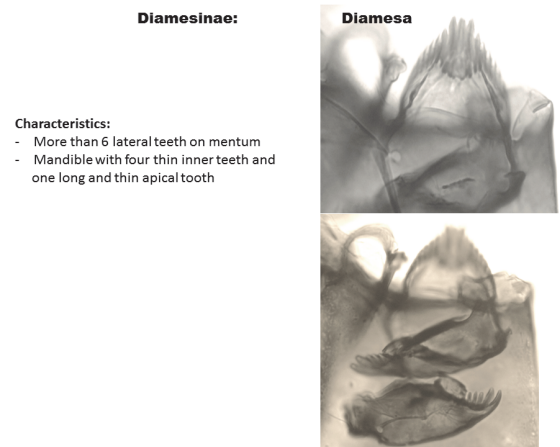 Diamesinae:
Diamesa
Characteristics:
- More than 6 lateral teeth on mentum
- Mandible with four thin inner teeth and
one long and thin apical tooth